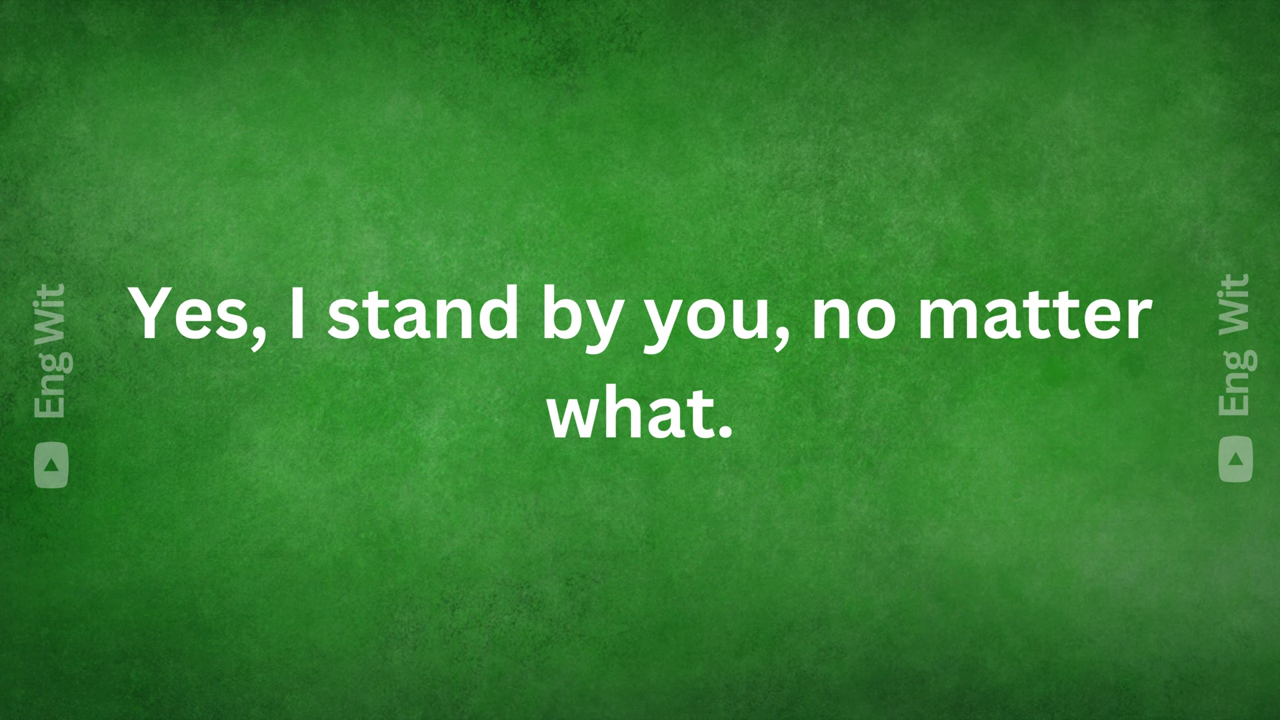 Yes, I stand by you, no matter
what.
Eng Wit
Eng Wit